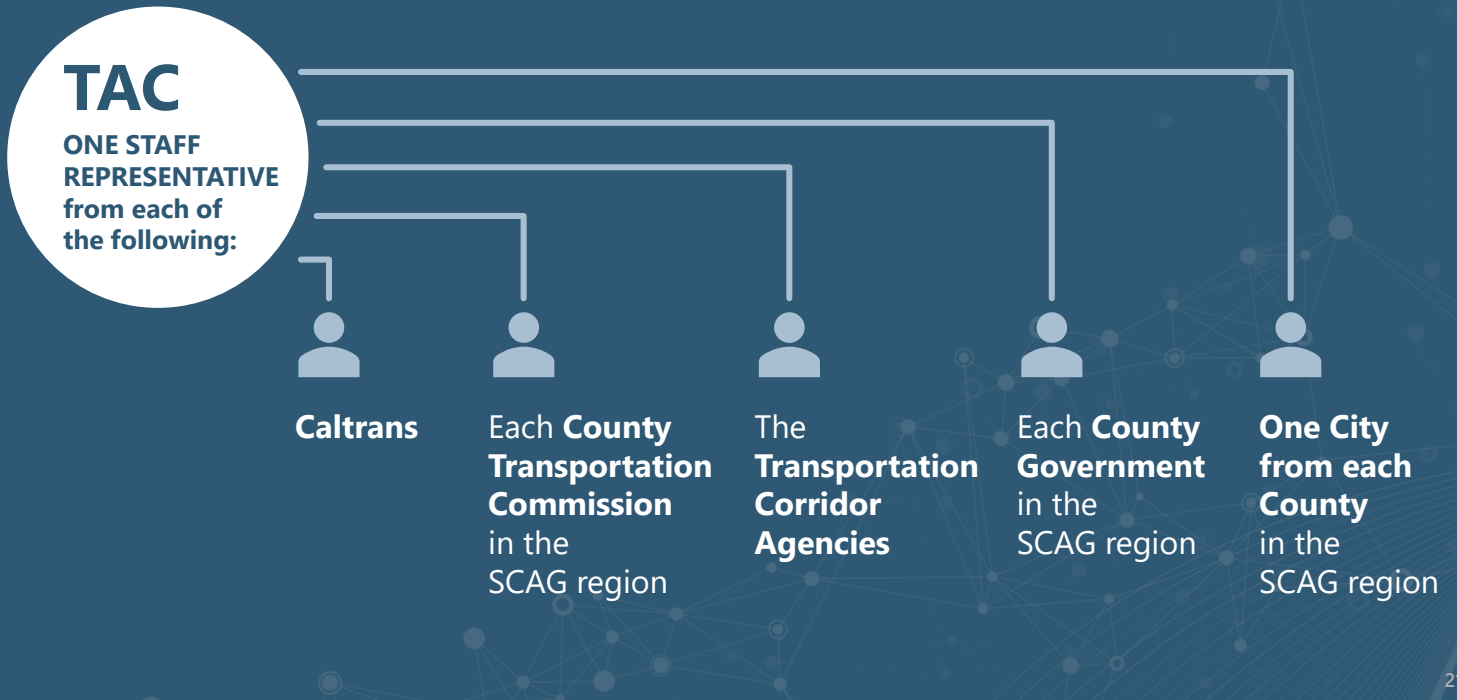 TAC
ONE STAFF
REPRESENTATIVE
from each of
the following:
Caltrans
Each County
Transportation
Commission
in the
SCAG region
The
Transportation
Corridor
Agencies
Each County
Government
in the
SCAG region
One City
from each
County
in the
SCAG region